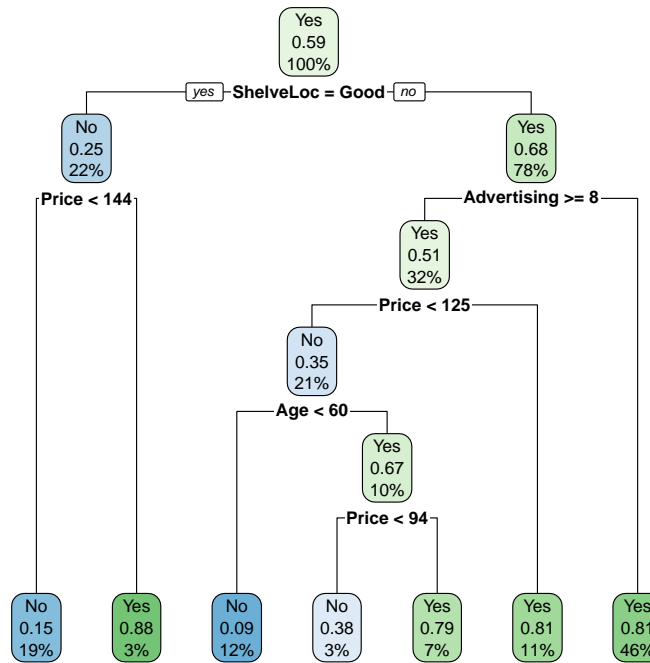 Yes
0.59
100%
yes ShelveLoc = Good no
No
0.25
22%
Yes
0.68
78%
Price < 144
Advertising >= 8
Yes
0.51
32%
Price < 125
No
0.35
21%
Age < 60
Yes
0.67
10%
Price < 94
No
0.15
19%
Yes
0.88
3%
No
0.09
12%
No
0.38
3%
Yes
0.79
7%
Yes
0.81
11%
Yes
0.81
46%